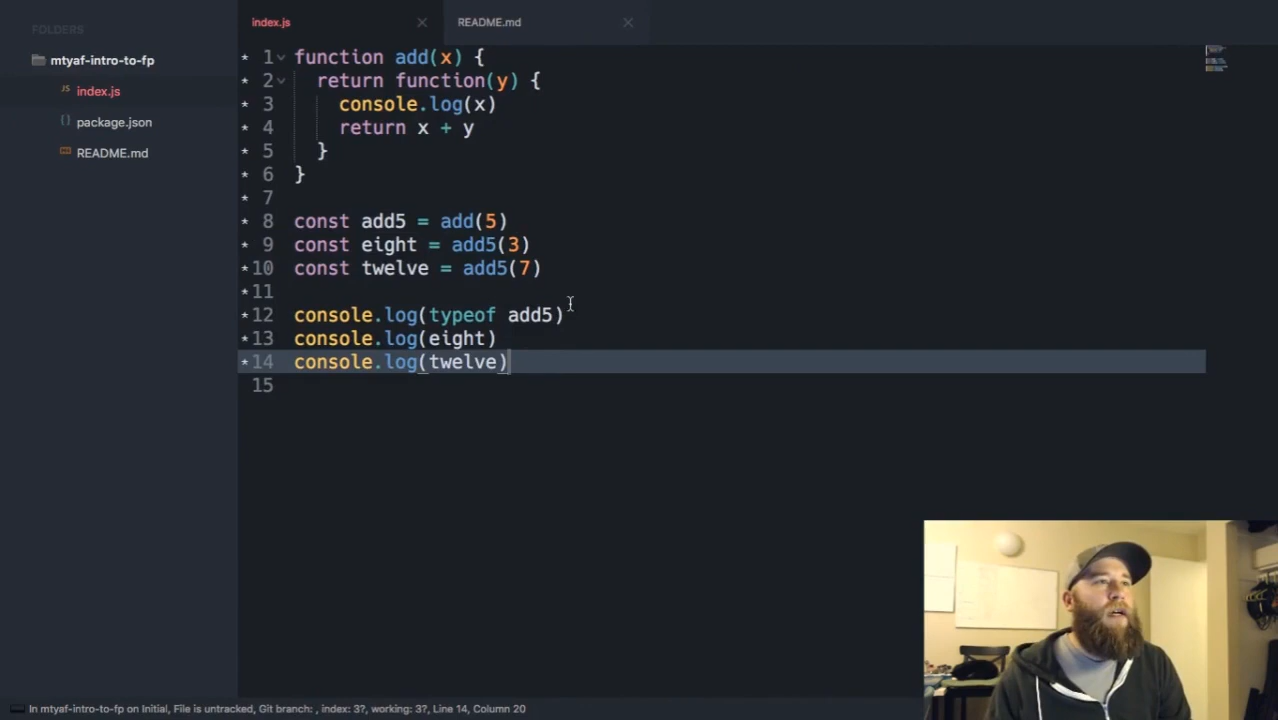 FOLDERS
mtyaf-intro-to-fp
index.js
package.json
README.md
index.js
README.md
1 function add(x) {
2 return function(y) {
3 console.log(x)
4 return x + y
5 }
6 }
7
8 const add5 = add(5)
9 const eight = add5(3)
10 const twelve = add5(7)
11
12 console.log(typeof add5)
13 console.log(eight)
14 console.log(twelve)
15
In mtyaf-intro-to-fp on Initial, File is untracked, Git branch: , index: 3?, working: 3?, Line 14, Column 20